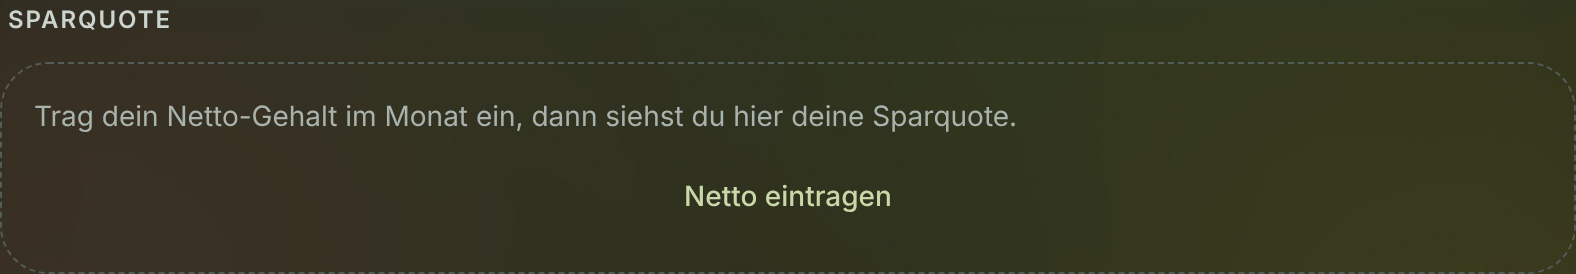 SPARQUOTE
Trag dein Netto-Gehalt im Monat ein, dann siehst du hier deine Sparquote.
Netto eintragen